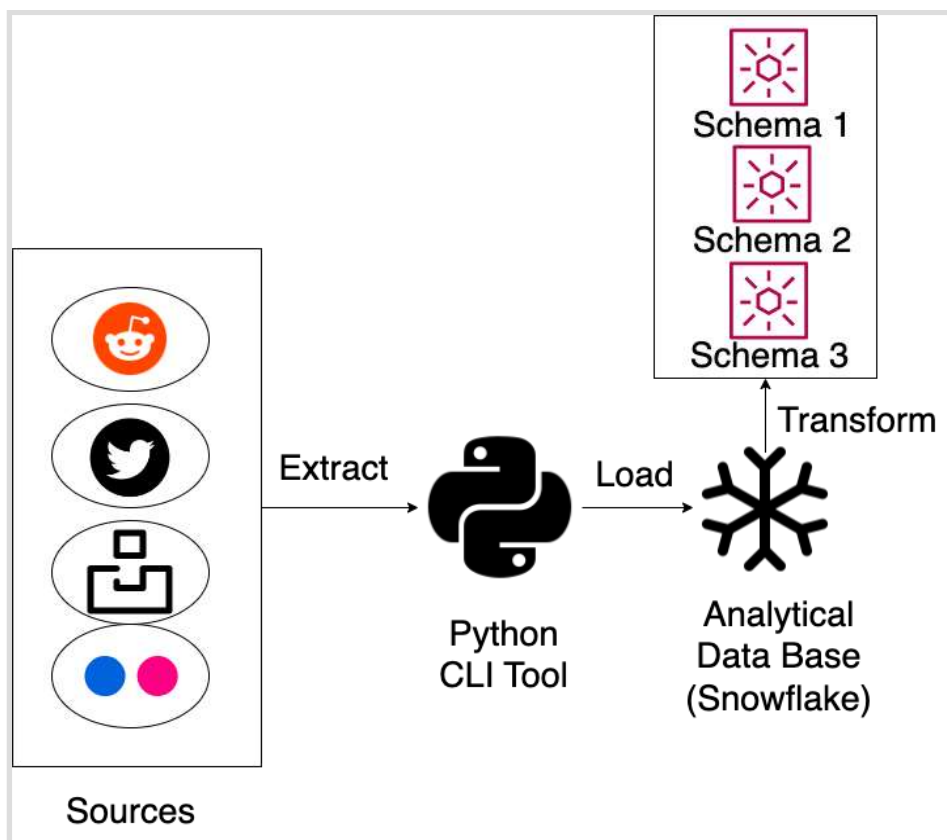 Schema 1
Schema 2
Schema 3
Transform
Extract
Load
Python
CLI Tool
Analytical
Data Base
(Snowflake)
Sources